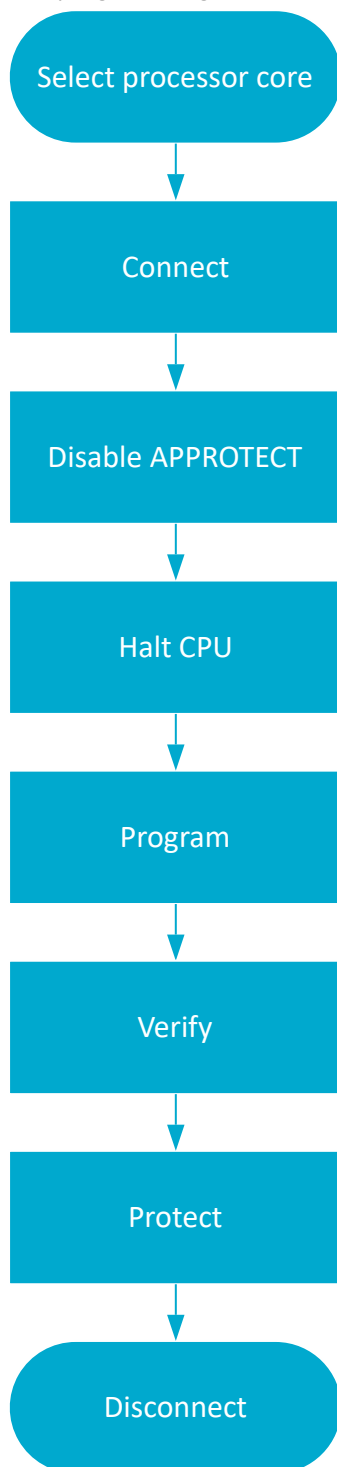 Select processor core
Connect
Disable APPROTECT
Halt CPU
Program
Verify
Protect
Disconnect